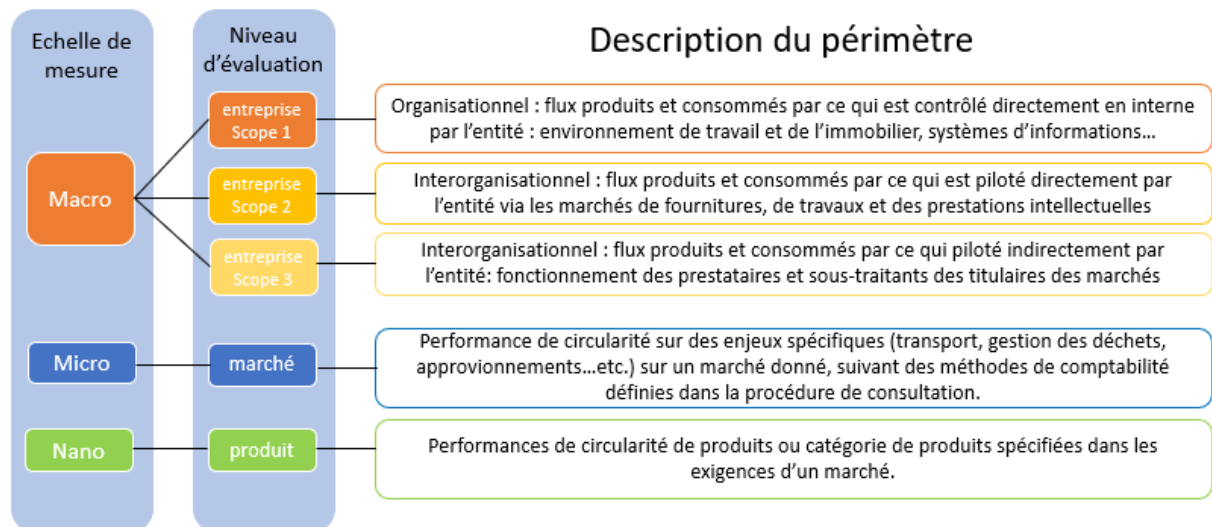 Echelle de
mesure
Niveau
d'évaluation
Description du périmètre
Macro
entreprise
Scope 1
Organisationnel : flux produits et consommés par ce qui est contrôlé directement en interne
par l'entité : environnement de travail et de l'immobilier, systèmes d'informations...
entreprise
Scope 2
Interorganisationnel : flux produits et consommés par ce qui est piloté directement par
l'entité via les marchés de fournitures, de travaux et des prestations intellectuelles
entreprise
Scope 3
Interorganisationnel : flux produits et consommés par ce qui piloté indirectement par
l'entité: fonctionnement des prestataires et sous-traitants des titulaires des marchés
Micro
marché
Performance de circularité sur des enjeux spécifiques (transport, gestion des déchets,
approvionnements...etc.) sur un marché donné, suivant des méthodes de comptabilité
définies dans la procédure de consultation.
Nano
produit
Performances de circularité de produits ou catégorie de produits spécifiées dans les
exigences d'un marché.